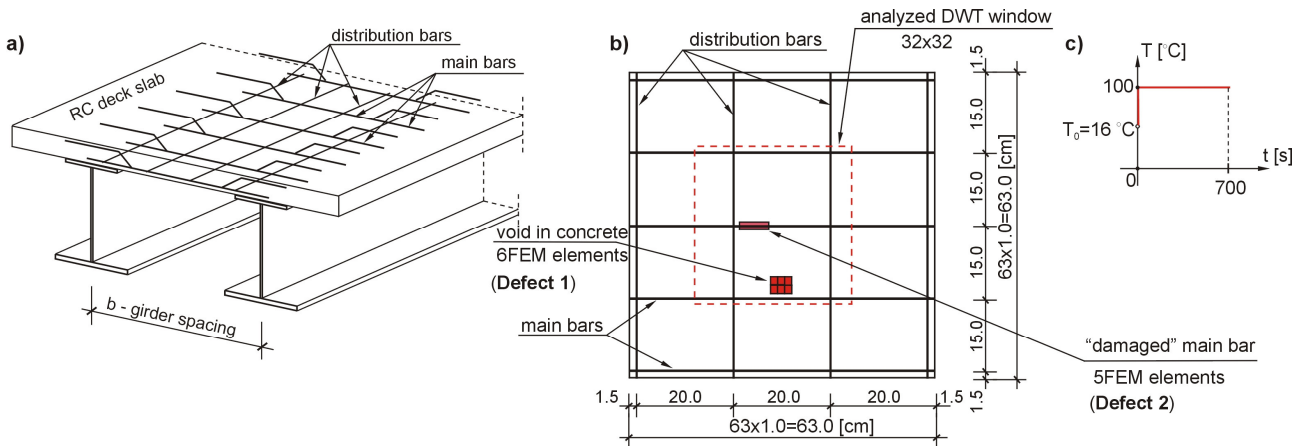 a)
distribution bars
main bars
RC deck slab
b - girder spacing
b)
distribution bars
analyzed DWT window
32x32
void in concrete
6FEM elements
(Defect 1)
main bars
"damaged" main bar
5FEM elements
(Defect 2)
1.5
15.0
15.0
15.0
15.0
1.5
63x1.0=63.0 [cm]
1.5
20.0
20.0
20.0
1.5
63x1.0=63.0 [cm]
c)
T [°C]
100
T₀=16 °C
0
700
t [s]